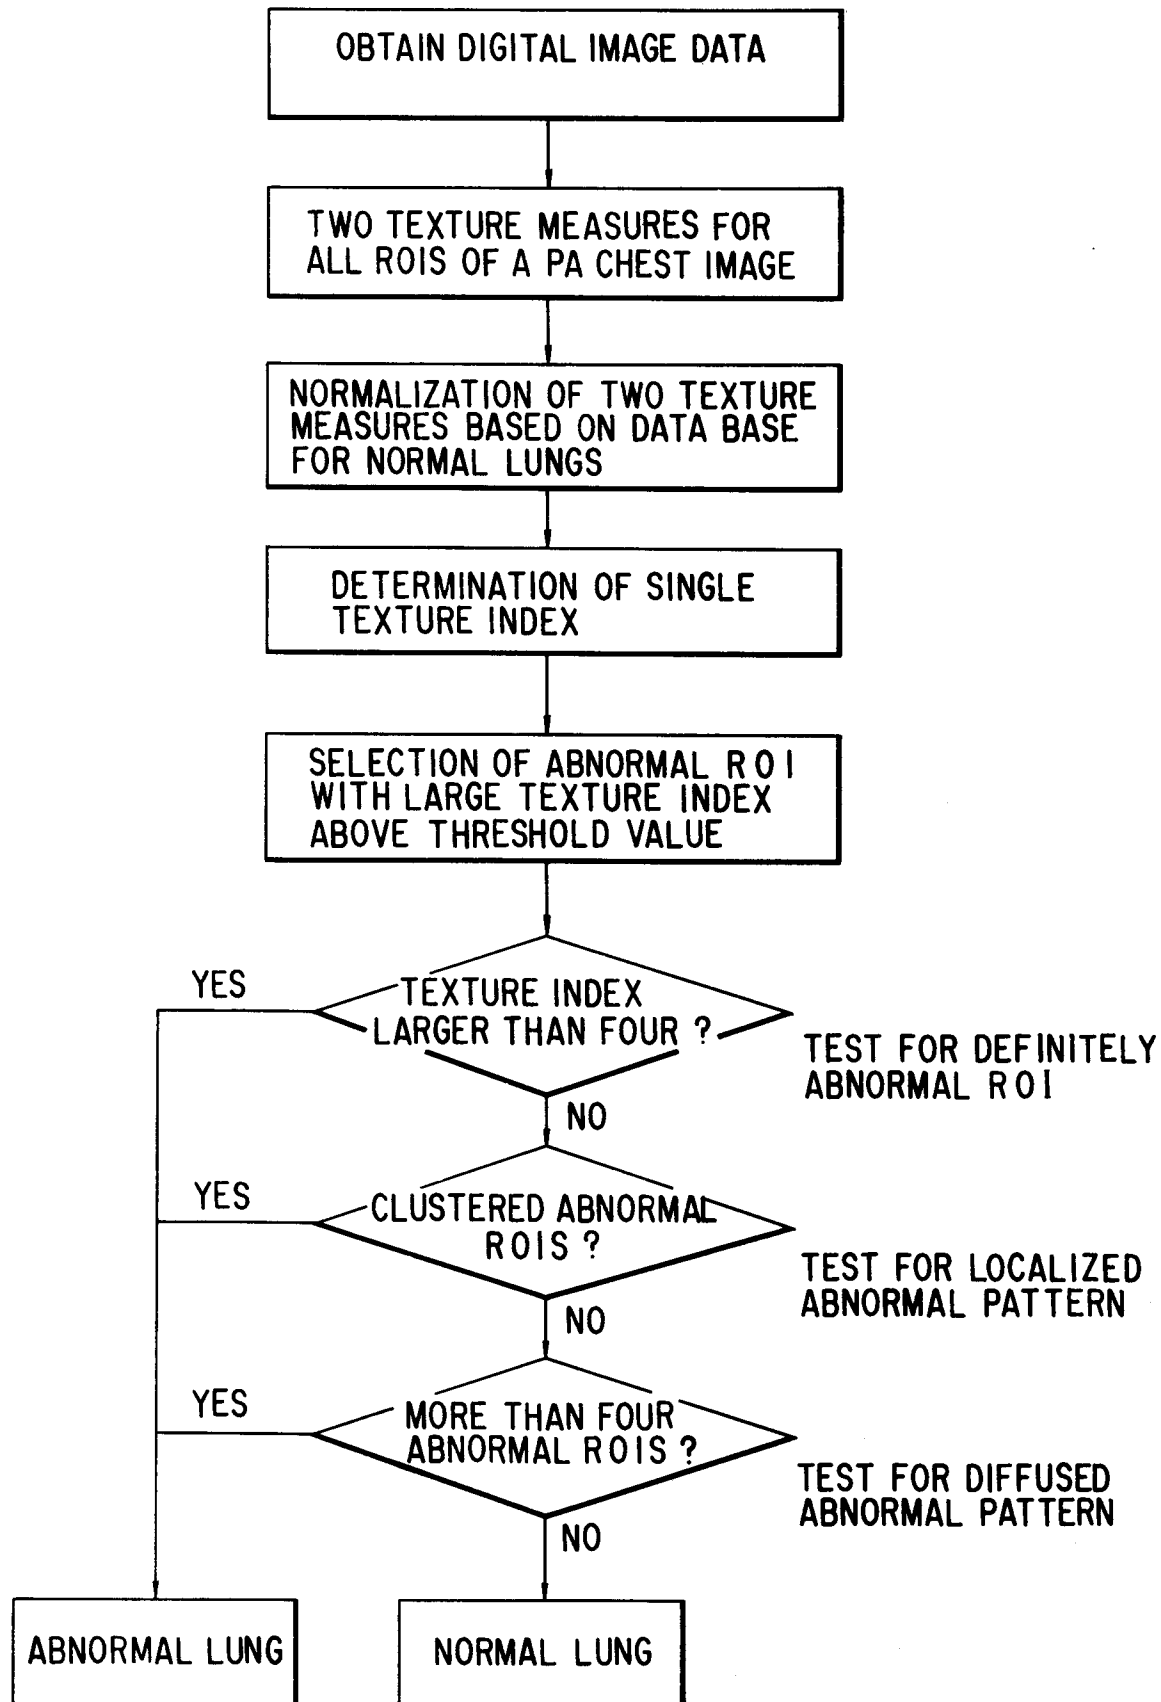 OBTAIN DIGITAL IMAGE DATA
TWO TEXTURE MEASURES FOR
ALL ROIS OF A PA CHEST IMAGE
NORMALIZATION OF TWO TEXTURE
MEASURES BASED ON DATA BASE
FOR NORMAL LUNGS
DETERMINATION OF SINGLE
TEXTURE INDEX
SELECTION OF ABNORMAL R O I
WITH LARGE TEXTURE INDEX
ABOVE THRESHOLD VALUE
YES
TEXTURE INDEX
LARGER THAN FOUR ?
TEST FOR DEFINITELY
ABNORMAL R O I
NO
YES
CLUSTERED ABNORMAL
ROIS ?
TEST FOR LOCALIZED
ABNORMAL PATTERN
NO
YES
MORE THAN FOUR
ABNORMAL ROIS ?
TEST FOR DIFFUSED
ABNORMAL PATTERN
NO
ABNORMAL LUNG
NORMAL LUNG